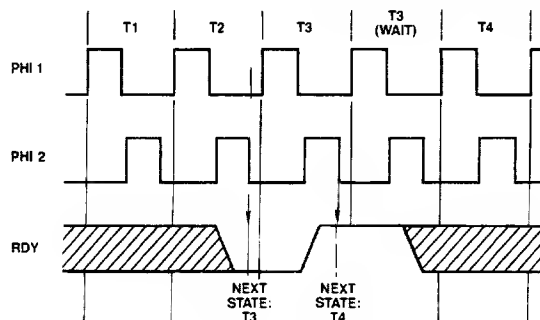 T1 T2 T3 T3 T4
(WAIT)
PHI 1
PHI 2
RDY
NEXT NEXT
STATE: STATE:
T3 T4